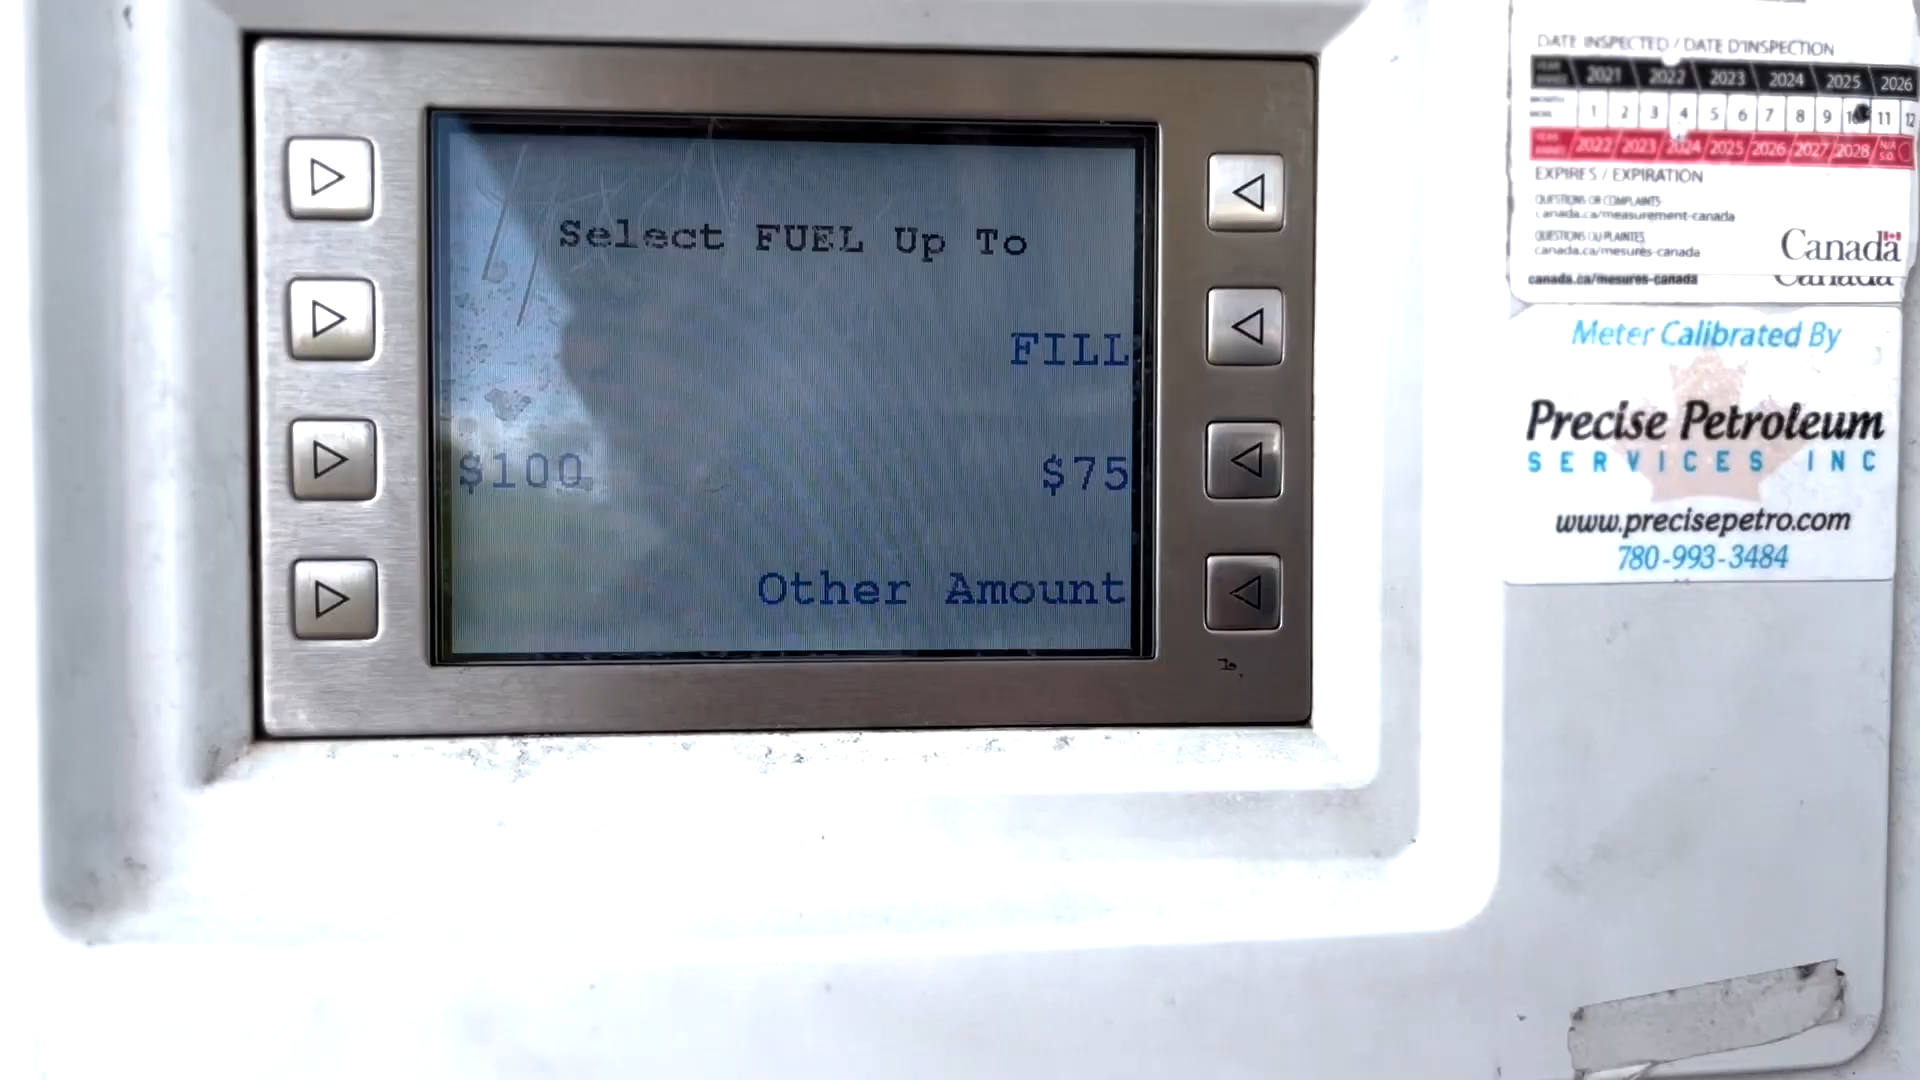 Select FUEL Up To
FILL
$100 $75
Other Amount
DATE INSPECTED / DATE D'INSPECTION
YEAR ANNÉE 2021 2022 2023 2024 2025 2026
1 2 3 4 5 6 7 8 9 10 11 12
2022 2023 2024 2025 2026 2027 2028 N/A S.O.
EXPIRES / EXPIRATION
QUESTIONS OR COMPLAINTS
canada.ca/measurement-canada
QUESTIONS OU PLAINTES
canada.ca/mesures-canada
Canada
canada.ca/mesures-canada
Canada
Meter Calibrated By
Precise Petroleum
SERVICES INC
www.precisepetro.com
780-993-3484